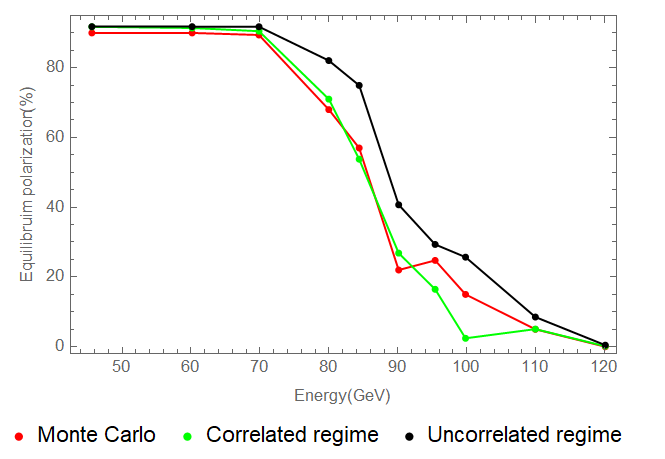 Equilibruim polarization(%)
80
60
40
20
0
50 60 70 80 90 100 110 120
Energy(GeV)
Monte Carlo Correlated regime Uncorrelated regime